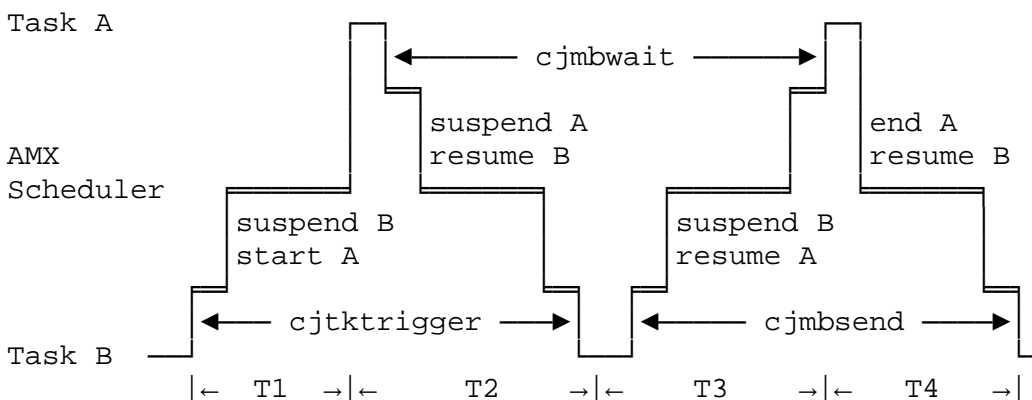 Task A
cjmbwait
suspend A end A
AMX resume B resume B
Scheduler
suspend B suspend B
start A resume A
cjtktrigger cjmbsend
Task B
|← T1 →|← T2 →|← T3 →|← T4 →|